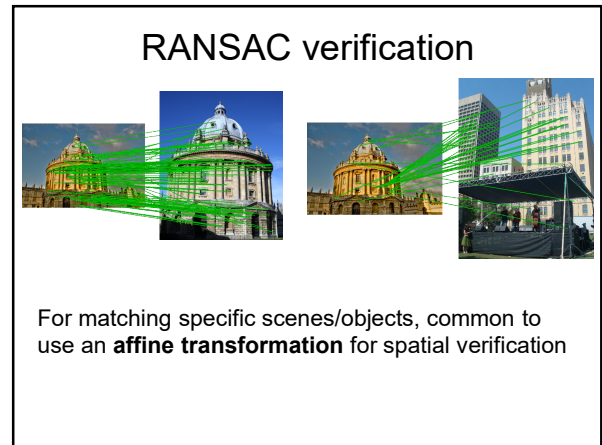 RANSAC verification
For matching specific scenes/objects, common to
use an affine transformation for spatial verification